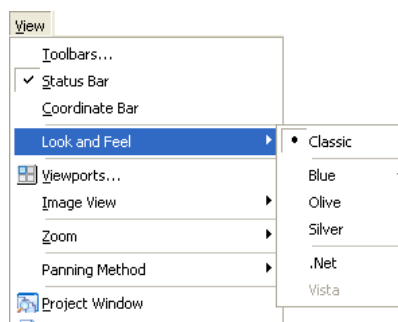 View
Toolbars...
Status Bar
Coordinate Bar
Look and Feel
Classic
Viewports...
Blue
Image View
Olive
Zoom
Silver
Panning Method
.Net
Project Window
Vista